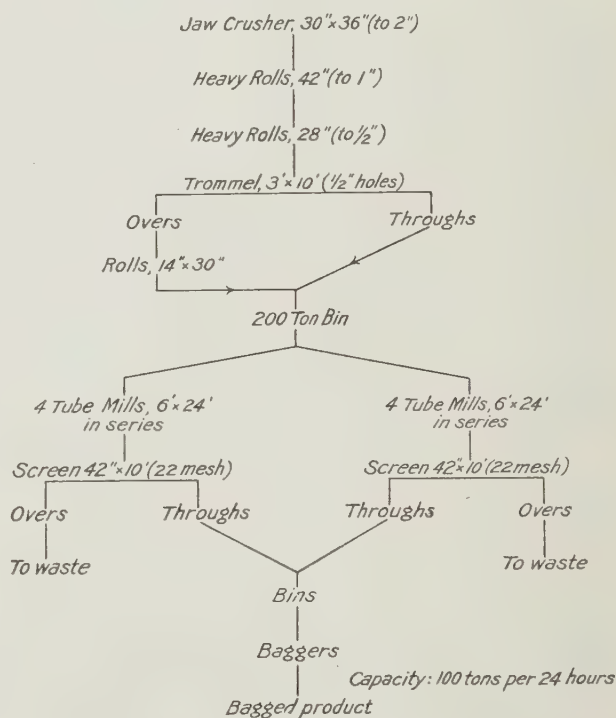 Jaw Crusher, 30"×36" (to 2")
Heavy Rolls, 42" (to 1")
Heavy Rolls, 28" (to ½")
Trommel, 3'×10' (½" holes)
Overs
Throughs
Rolls, 14"×30"
200 Ton Bin
4 Tube Mills, 6'×24'
in series
4 Tube Mills, 6'×24'
in series
Screen 42"×10' (22 mesh)
Screen 42"×10' (22 mesh)
Overs
Throughs
Throughs
Overs
To waste
To waste
Bins
Baggers
Capacity: 100 tons per 24 hours
Bagged product